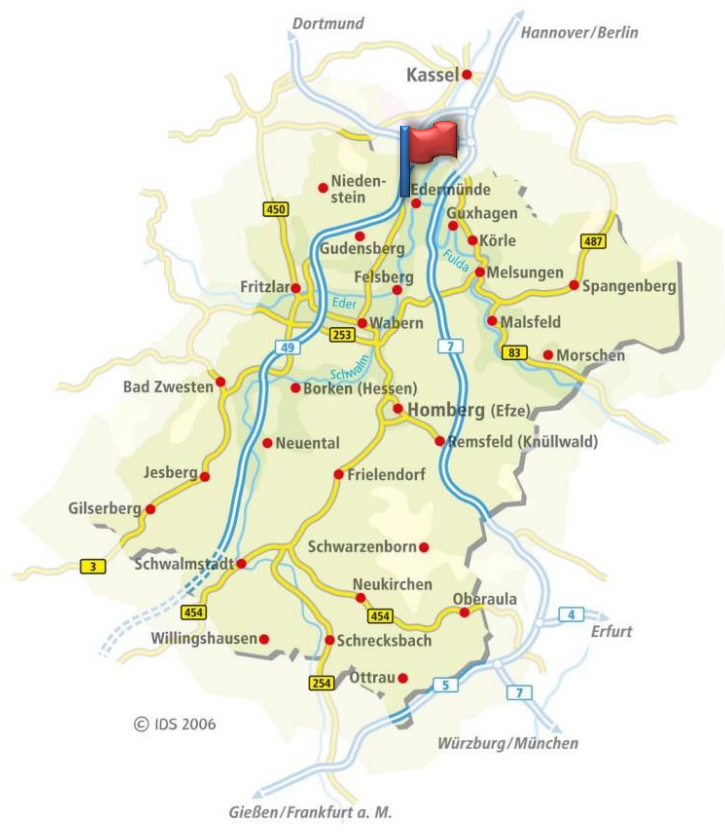 Dortmund
Hannover/Berlin
Kassel
Nieden-
stein
Edermünde
450
Guxhagen
Gudensberg
Körle
487
Fulda
Melsungen
Felsberg
Fritzlar
Spangenberg
Eder
Wabern
Malsfeld
253
49
7
83
Morschen
Schwalm
Bad Zwesten
Borken (Hessen)
Homberg (Efze)
Neuental
Remsfeld (Knüllwald)
Jesberg
Frielendorf
Gilserberg
Schwarzenborn
3
Schwalmstadt
Neukirchen
Oberaula
454
454
4
Erfurt
Willingshausen
Schrecksbach
Ottrau
254
5
7
© IDS 2006
Würzburg/München
Gießen/Frankfurt a. M.